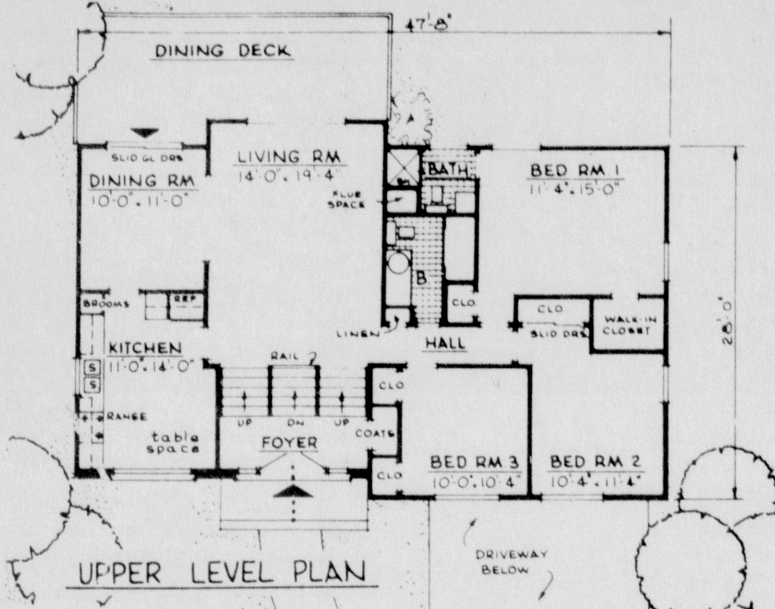 47'-8"
DINING DECK
SLID GL DRS
DINING RM
10'-0" x 11'-0"
LIVING RM
14'-0" x 19'-4"
FLUE
SPACE
BATH
BED RM 1
11'-4" x 15'-0"
BROOMS
REF
B
CLO
LINEN
CLO
SLID DRS
WALK-IN
CLOSET
28'-0"
KITCHEN
11'-0" x 14'-0"
S
S
RANGE
table
space
RAIL
HALL
UP
DN
UP
FOYER
CLO
COATS
CLO
BED RM 3
10'-0" x 10'-4"
BED RM 2
10'-4" x 11'-4"
UPPER LEVEL PLAN
DRIVEWAY
BELOW